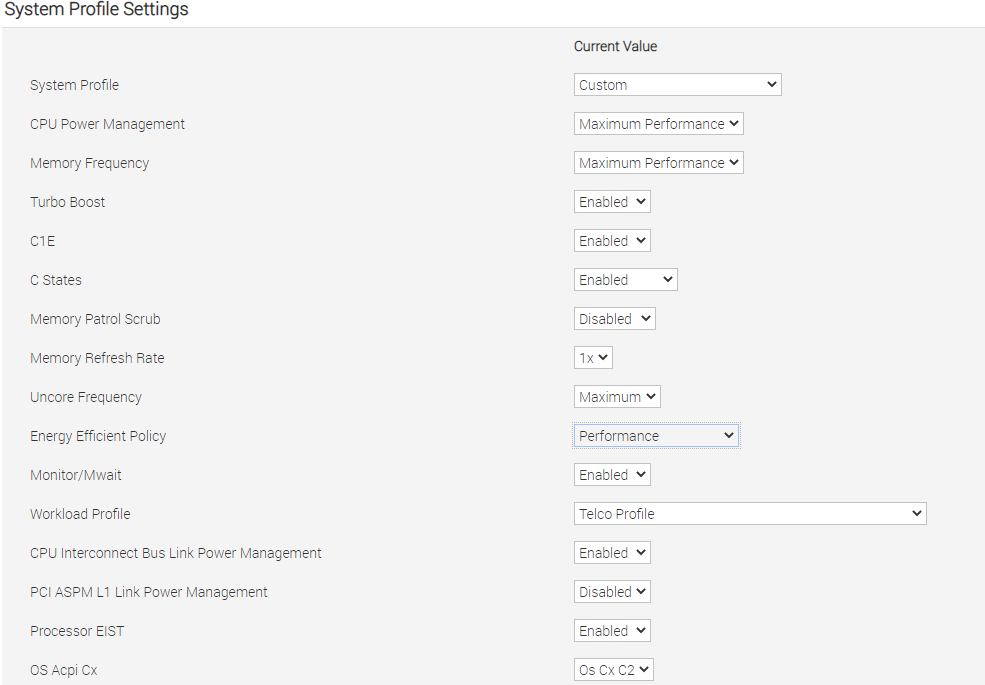 System Profile Settings
Current Value
System Profile Custom
CPU Power Management Maximum Performance
Memory Frequency Maximum Performance
Turbo Boost Enabled
C1E Enabled
C States Enabled
Memory Patrol Scrub Disabled
Memory Refresh Rate 1x
Uncore Frequency Maximum
Energy Efficient Policy Performance
Monitor/Mwait Enabled
Workload Profile Telco Profile
CPU Interconnect Bus Link Power Management Enabled
PCI ASPM L1 Link Power Management Disabled
Processor EIST Enabled
OS Acpi Cx Os Cx C2